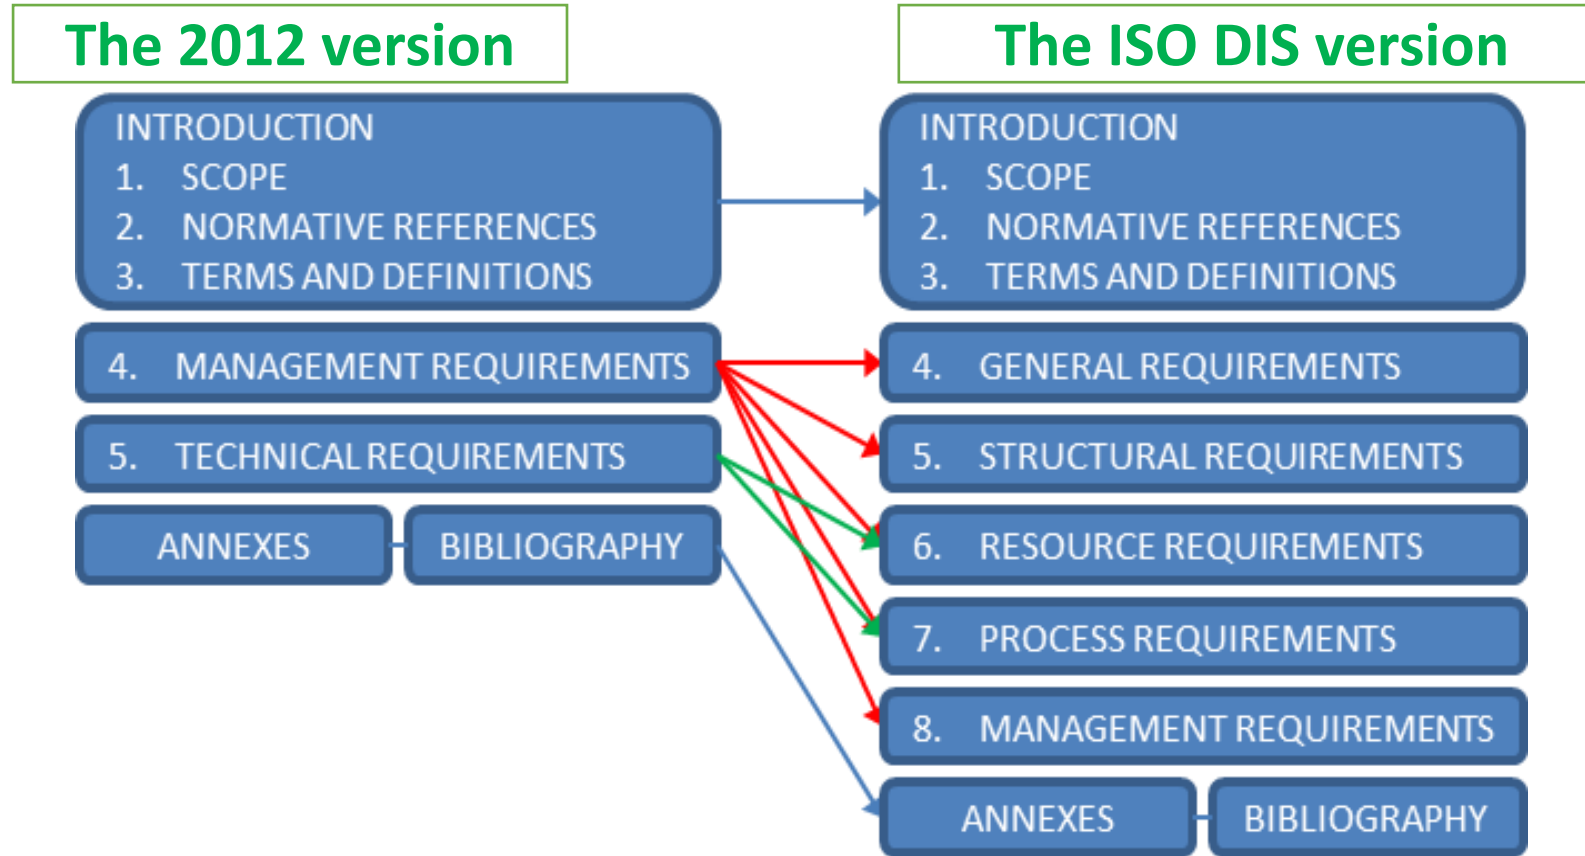 The 2012 version
INTRODUCTION
1. SCOPE
2. NORMATIVE REFERENCES
3. TERMS AND DEFINITIONS
4. MANAGEMENT REQUIREMENTS
5. TECHNICAL REQUIREMENTS
ANNEXES
BIBLIOGRAPHY
The ISO DIS version
INTRODUCTION
1. SCOPE
2. NORMATIVE REFERENCES
3. TERMS AND DEFINITIONS
4. GENERAL REQUIREMENTS
5. STRUCTURAL REQUIREMENTS
6. RESOURCE REQUIREMENTS
7. PROCESS REQUIREMENTS
8. MANAGEMENT REQUIREMENTS
ANNEXES
BIBLIOGRAPHY